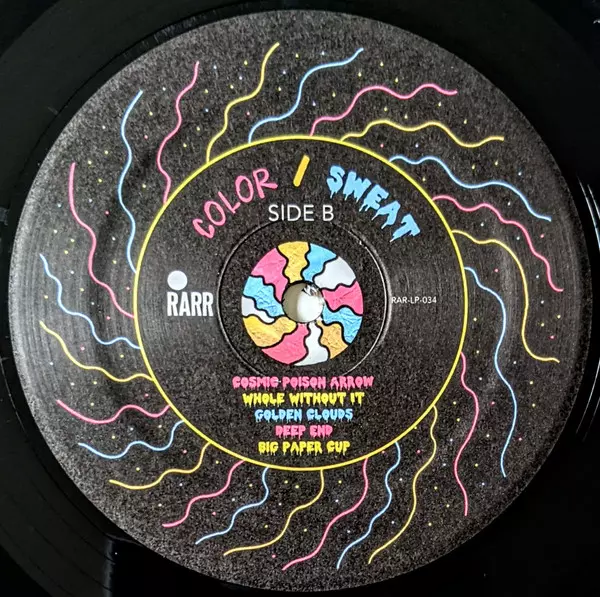 COLOR / SWEAT
SIDE B
RARR
RAR-LP-034
COSMIC POISON ARROW
WHOLE WITHOUT IT
GOLDEN CLOUDS
DEEP END
BIG PAPER CUP